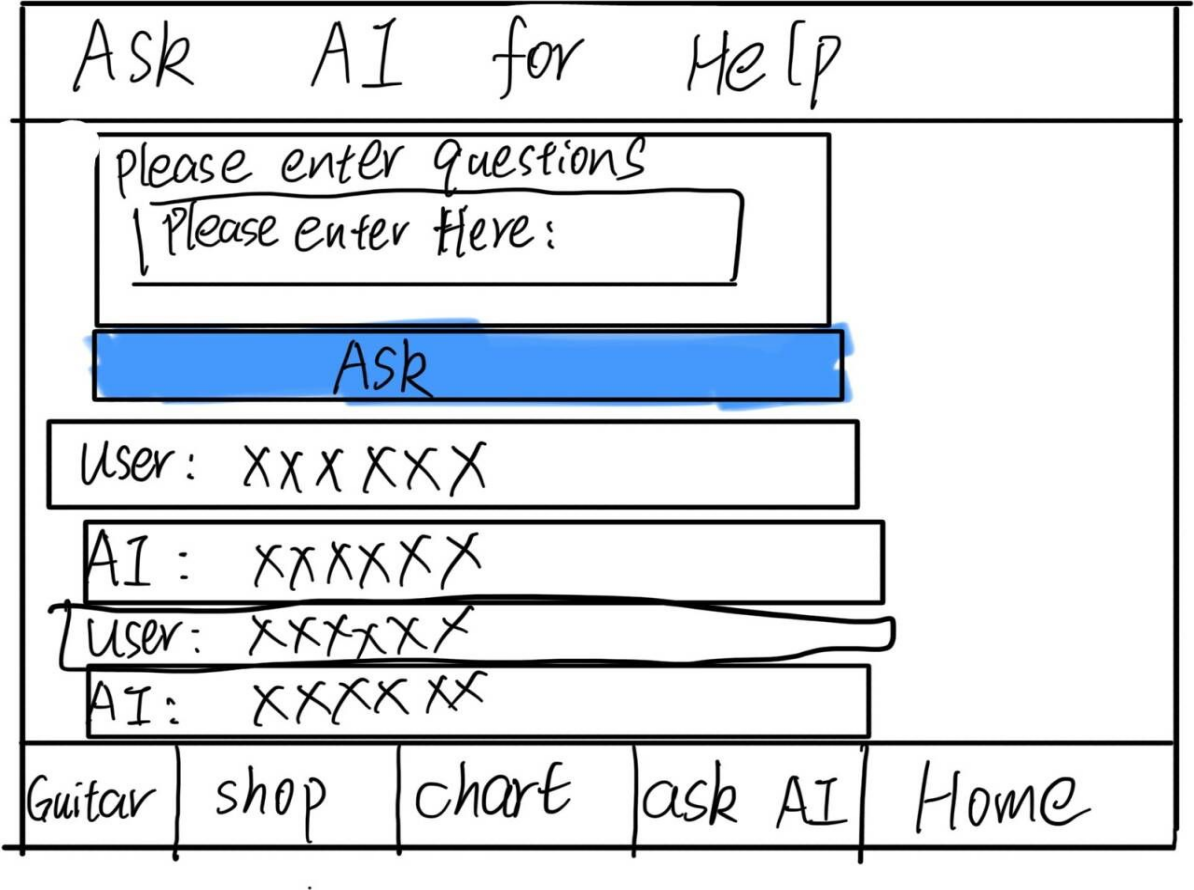 Ask AI for Help
please enter questions
Please enter Here:
Ask
User: xxxxxx
AI: xxxxxx
user: xxxxxx
AI: xxxxxx
Guitar shop chart ask AI Home